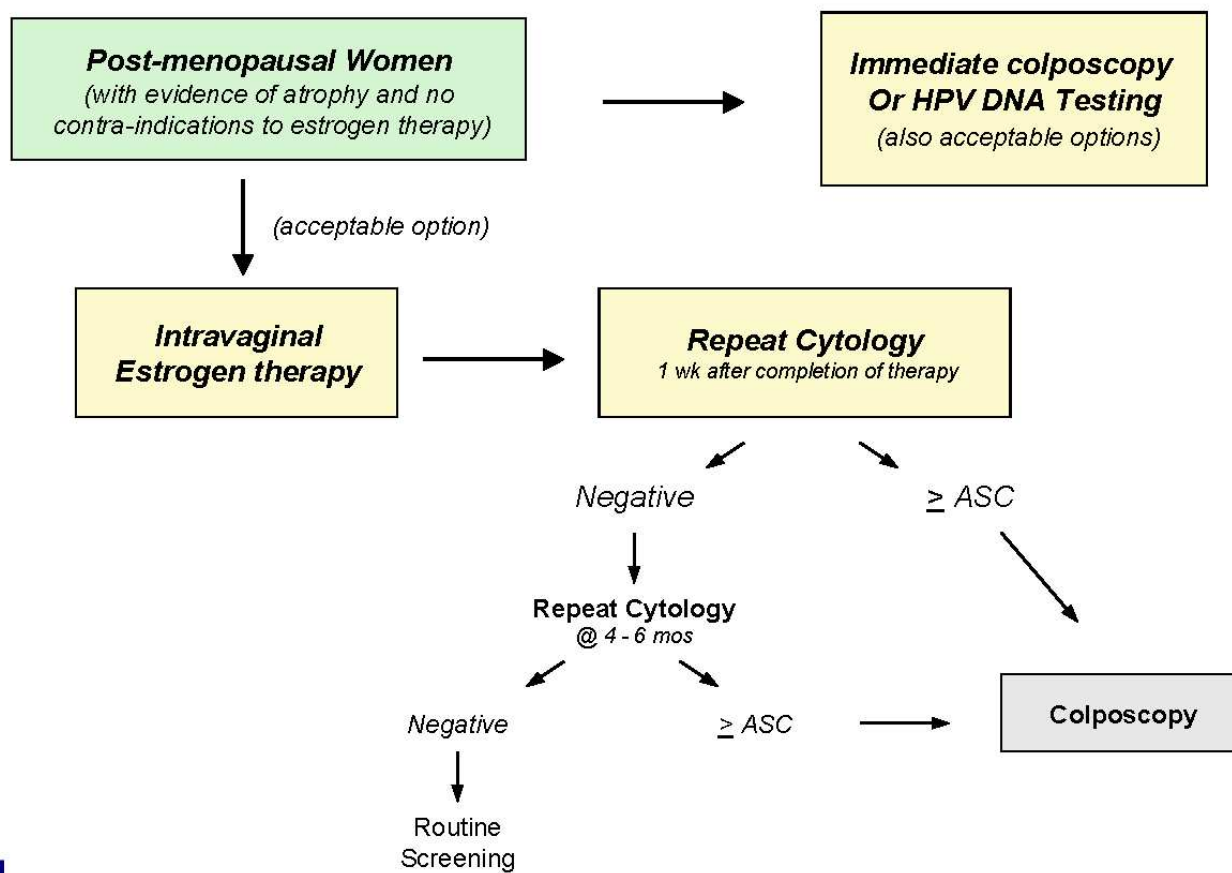 Post-menopausal Women
(with evidence of atrophy and no
contra-indications to estrogen therapy)
Immediate colposcopy
Or HPV DNA Testing
(also acceptable options)
(acceptable option)
Intravaginal
Estrogen therapy
Repeat Cytology
1 wk after completion of therapy
Negative
≥ ASC
Repeat Cytology
@ 4 - 6 mos
Negative
≥ ASC
Colposcopy
Routine
Screening